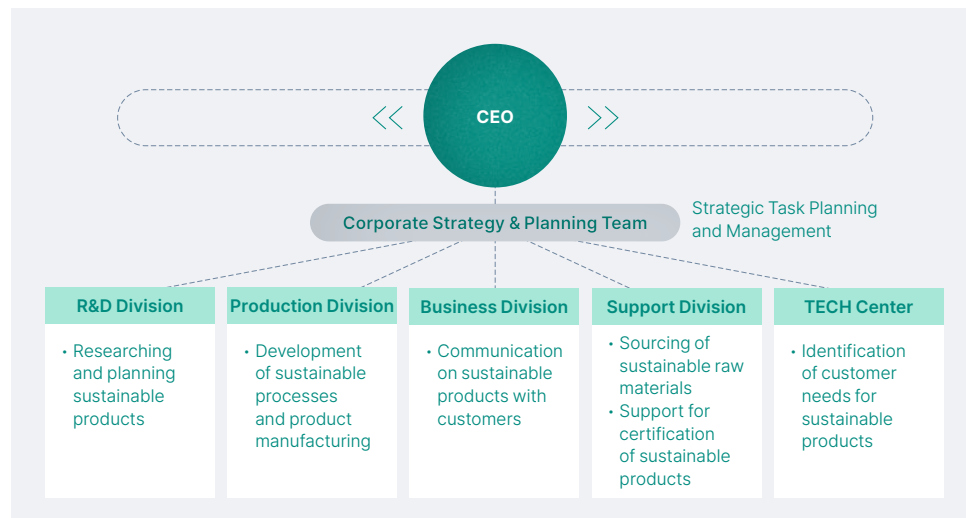 CEO
Corporate Strategy & Planning Team
Strategic Task Planning
and Management
R&D Division
• Researching
and planning
sustainable
products
Production Division
• Development
of sustainable
processes
and product
manufacturing
Business Division
• Communication
on sustainable
products with
customers
Support Division
• Sourcing of
sustainable raw
materials
• Support for
certification
of sustainable
products
TECH Center
• Identification
of customer
needs for
sustainable
products